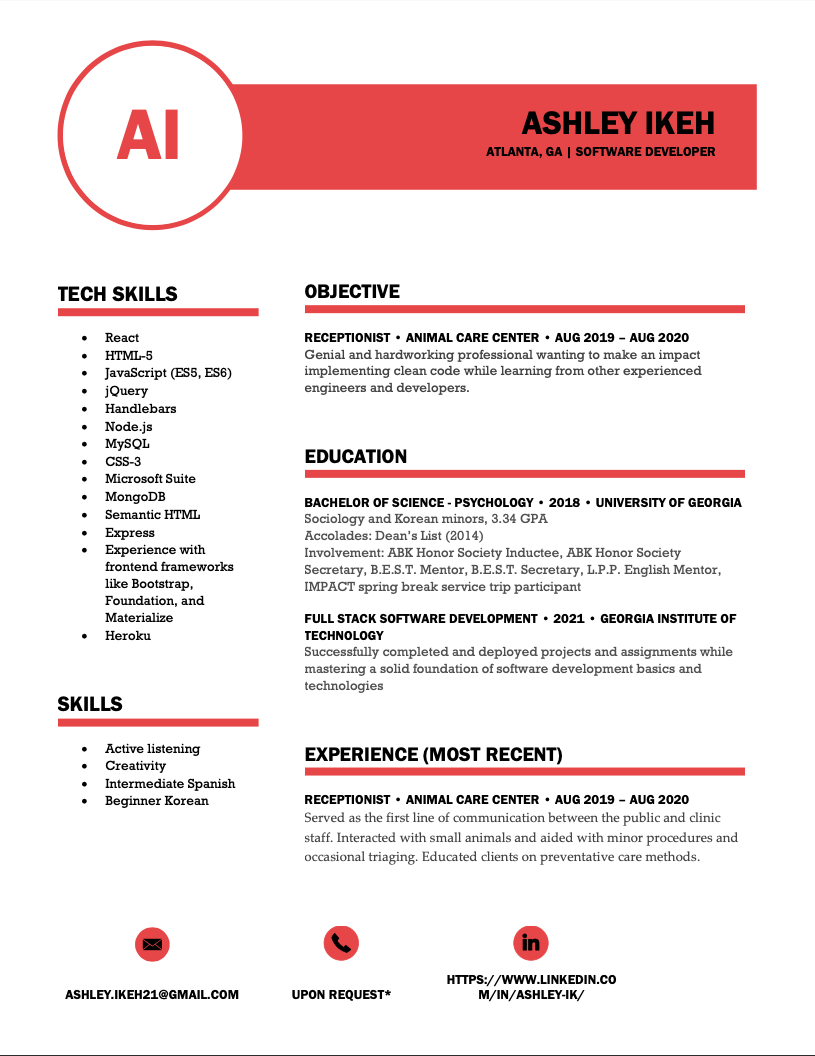 AI
ASHLEY IKEH
ATLANTA, GA | SOFTWARE DEVELOPER
TECH SKILLS
• React
• HTML-5
• JavaScript (ES5, ES6)
• jQuery
• Handlebars
• Node.js
• MySQL
• CSS-3
• Microsoft Suite
• MongoDB
• Semantic HTML
• Express
• Experience with
frontend frameworks
like Bootstrap,
Foundation, and
Materialize
• Heroku
SKILLS
• Active listening
• Creativity
• Intermediate Spanish
• Beginner Korean
OBJECTIVE
RECEPTIONIST • ANIMAL CARE CENTER • AUG 2019 – AUG 2020
Genial and hardworking professional wanting to make an impact
implementing clean code while learning from other experienced
engineers and developers.
EDUCATION
BACHELOR OF SCIENCE - PSYCHOLOGY • 2018 • UNIVERSITY OF GEORGIA
Sociology and Korean minors, 3.34 GPA
Accolades: Dean’s List (2014)
Involvement: ABK Honor Society Inductee, ABK Honor Society
Secretary, B.E.S.T. Mentor, B.E.S.T. Secretary, L.P.P. English Mentor,
IMPACT spring break service trip participant
FULL STACK SOFTWARE DEVELOPMENT • 2021 • GEORGIA INSTITUTE OF
TECHNOLOGY
Successfully completed and deployed projects and assignments while
mastering a solid foundation of software development basics and
technologies
EXPERIENCE (MOST RECENT)
RECEPTIONIST • ANIMAL CARE CENTER • AUG 2019 – AUG 2020
Served as the first line of communication between the public and clinic
staff. Interacted with small animals and aided with minor procedures and
occasional triaging. Educated clients on preventative care methods.
in
ASHLEY.IKEH21@GMAIL.COM
UPON REQUEST*
HTTPS://WWW.LINKEDIN.CO
M/IN/ASHLEY-IK/